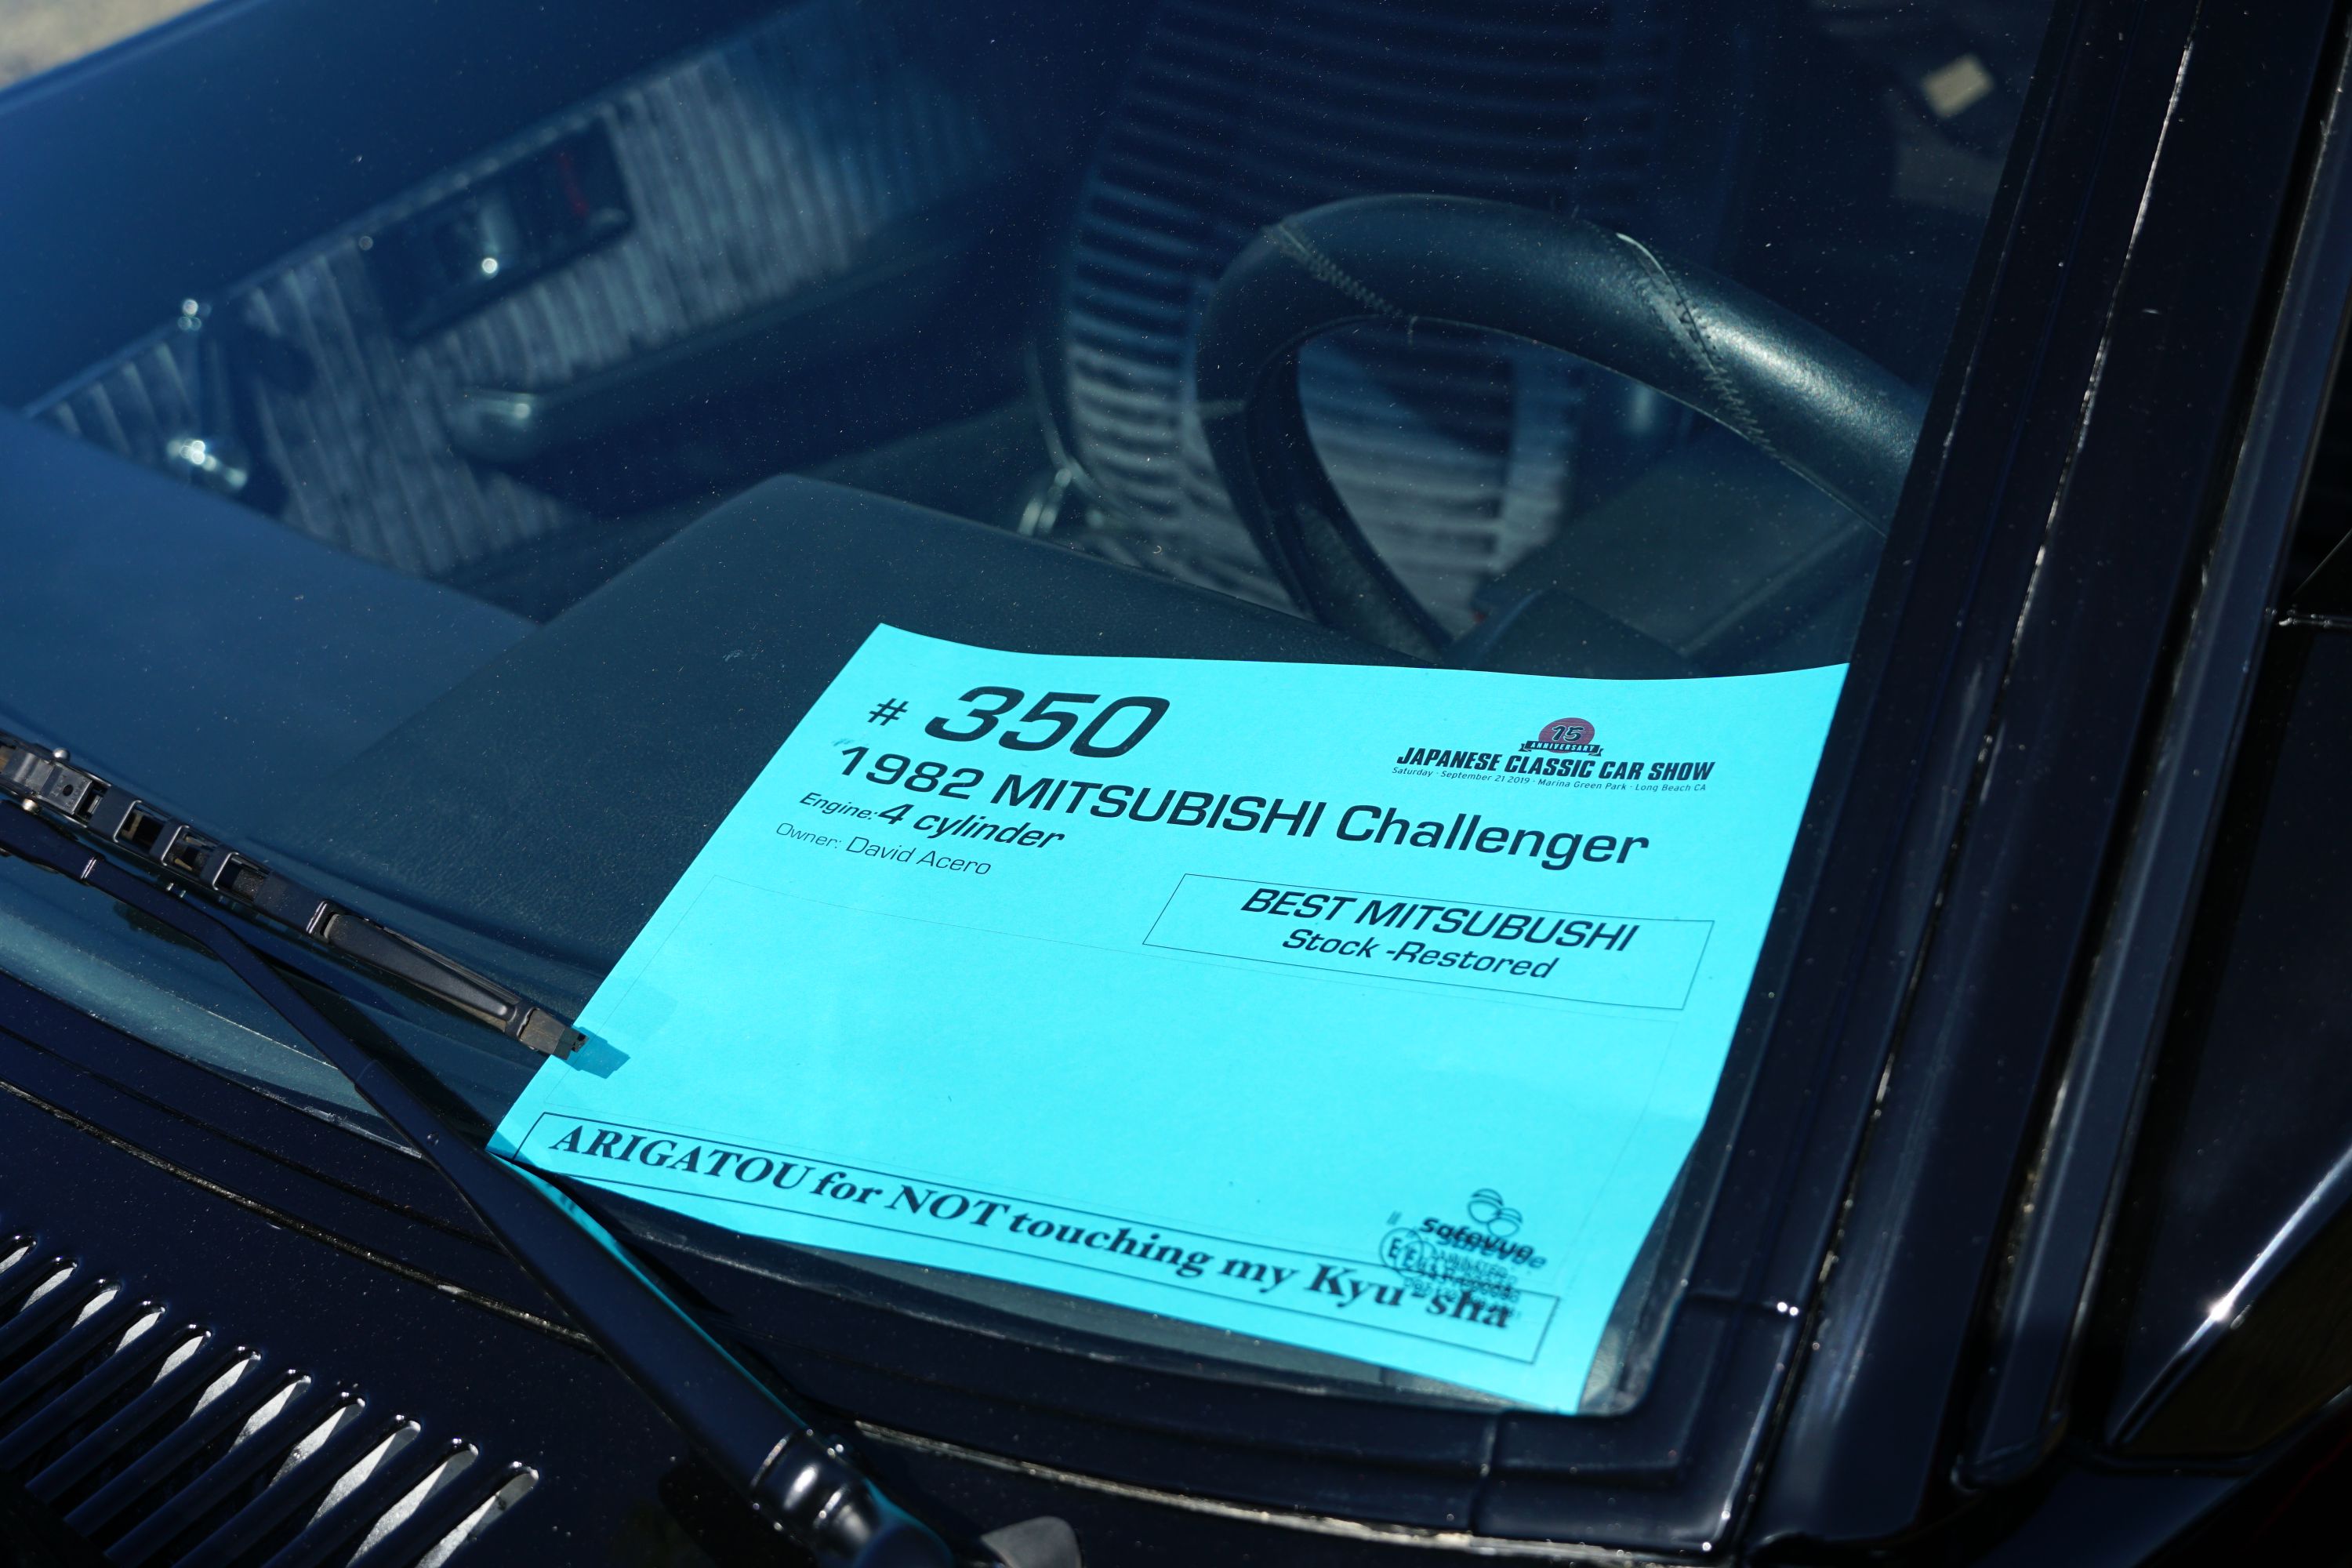 # 350
15
ANNIVERSARY
JAPANESE CLASSIC CAR SHOW
Saturday - September 21 2019 - Marina Green Park - Long Beach CA
1982 MITSUBISHI Challenger
Engine: 4 cylinder
Owner: David Acero
BEST MITSUBUSHI
Stock -Restored
ARIGATOU for NOT touching my Kyu sha
safevue